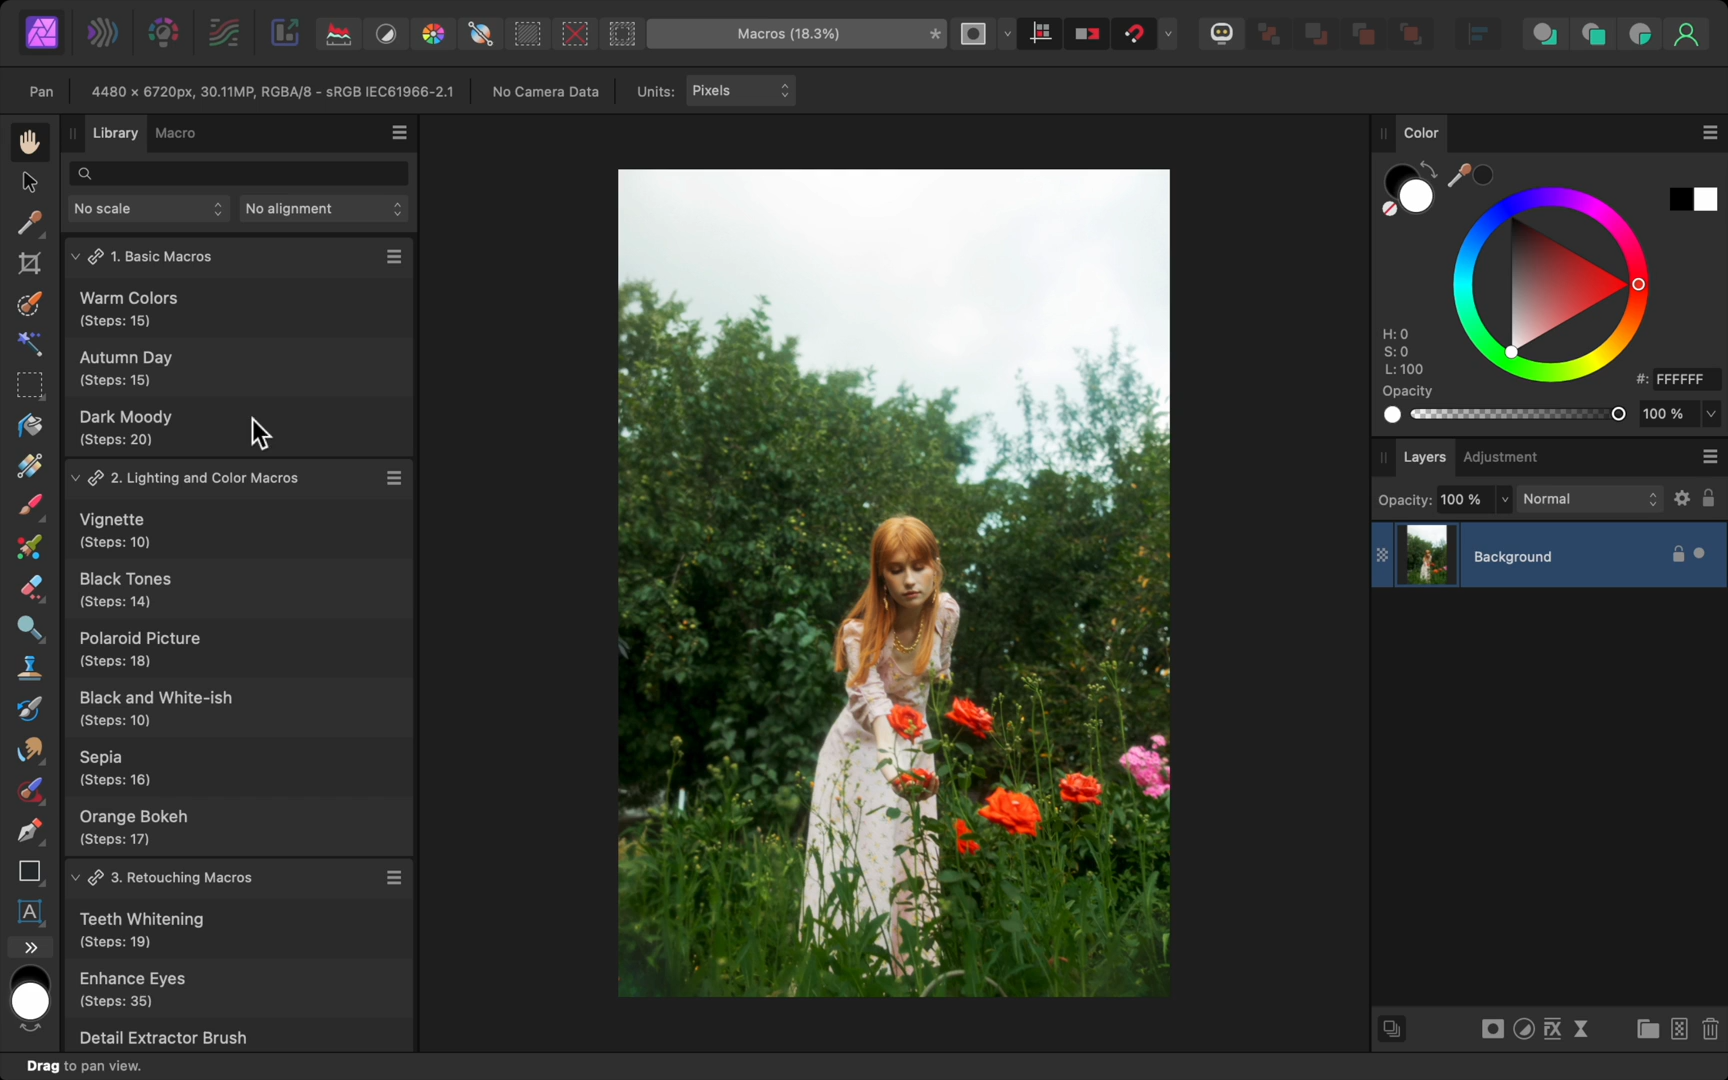 Macros (18.3%)
*
Pan
4480 × 6720px, 30.11MP, RGBA/8 - sRGB IEC61966-2.1
No Camera Data
Units:
Pixels
Library
Macro
No scale
No alignment
1. Basic Macros
Warm Colors
(Steps: 15)
Autumn Day
(Steps: 15)
Dark Moody
(Steps: 20)
2. Lighting and Color Macros
Vignette
(Steps: 10)
Black Tones
(Steps: 14)
Polaroid Picture
(Steps: 18)
Black and White-ish
(Steps: 10)
Sepia
(Steps: 16)
Orange Bokeh
(Steps: 17)
3. Retouching Macros
Teeth Whitening
(Steps: 19)
Enhance Eyes
(Steps: 35)
Detail Extractor Brush
A
Color
H: 0
S: 0
L: 100
#: FFFFFF
Opacity
100 %
Layers
Adjustment
Opacity: 100 %
Normal
Background
FX
Drag to pan view.